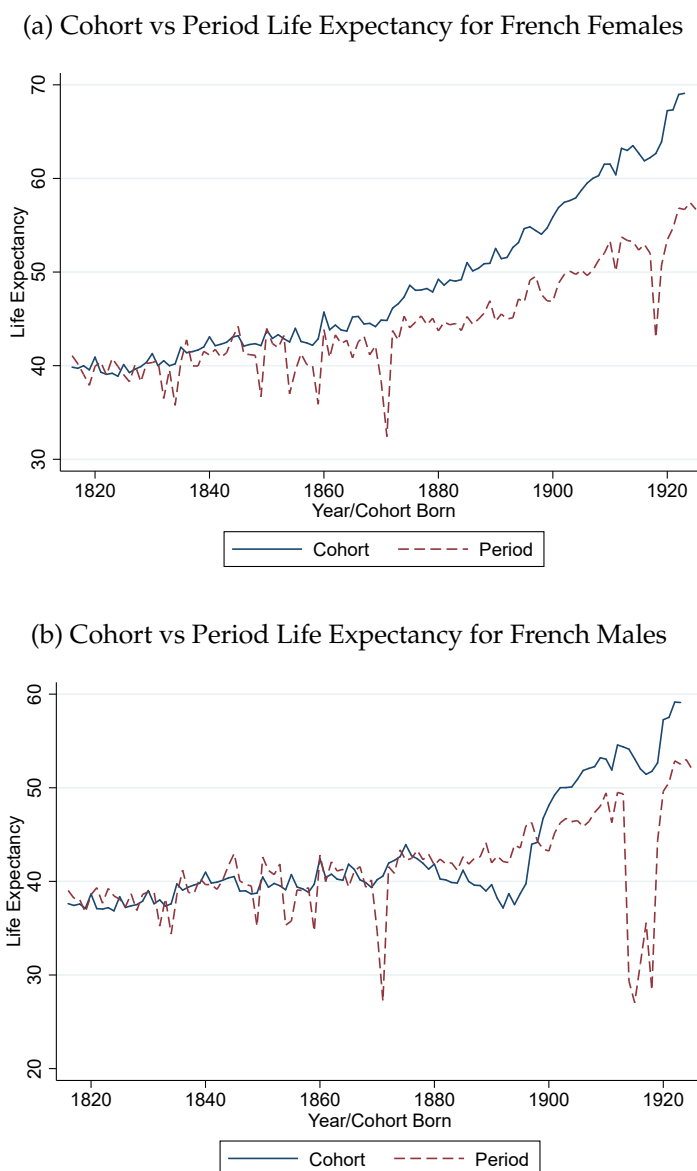 (a) Cohort vs Period Life Expectancy for French Females
70
60
50
40
30
Life Expectancy
1820 1840 1860 1880 1900 1920
Year/Cohort Born
Cohort Period
(b) Cohort vs Period Life Expectancy for French Males
60
50
40
30
20
Life Expectancy
1820 1840 1860 1880 1900 1920
Year/Cohort Born
Cohort Period